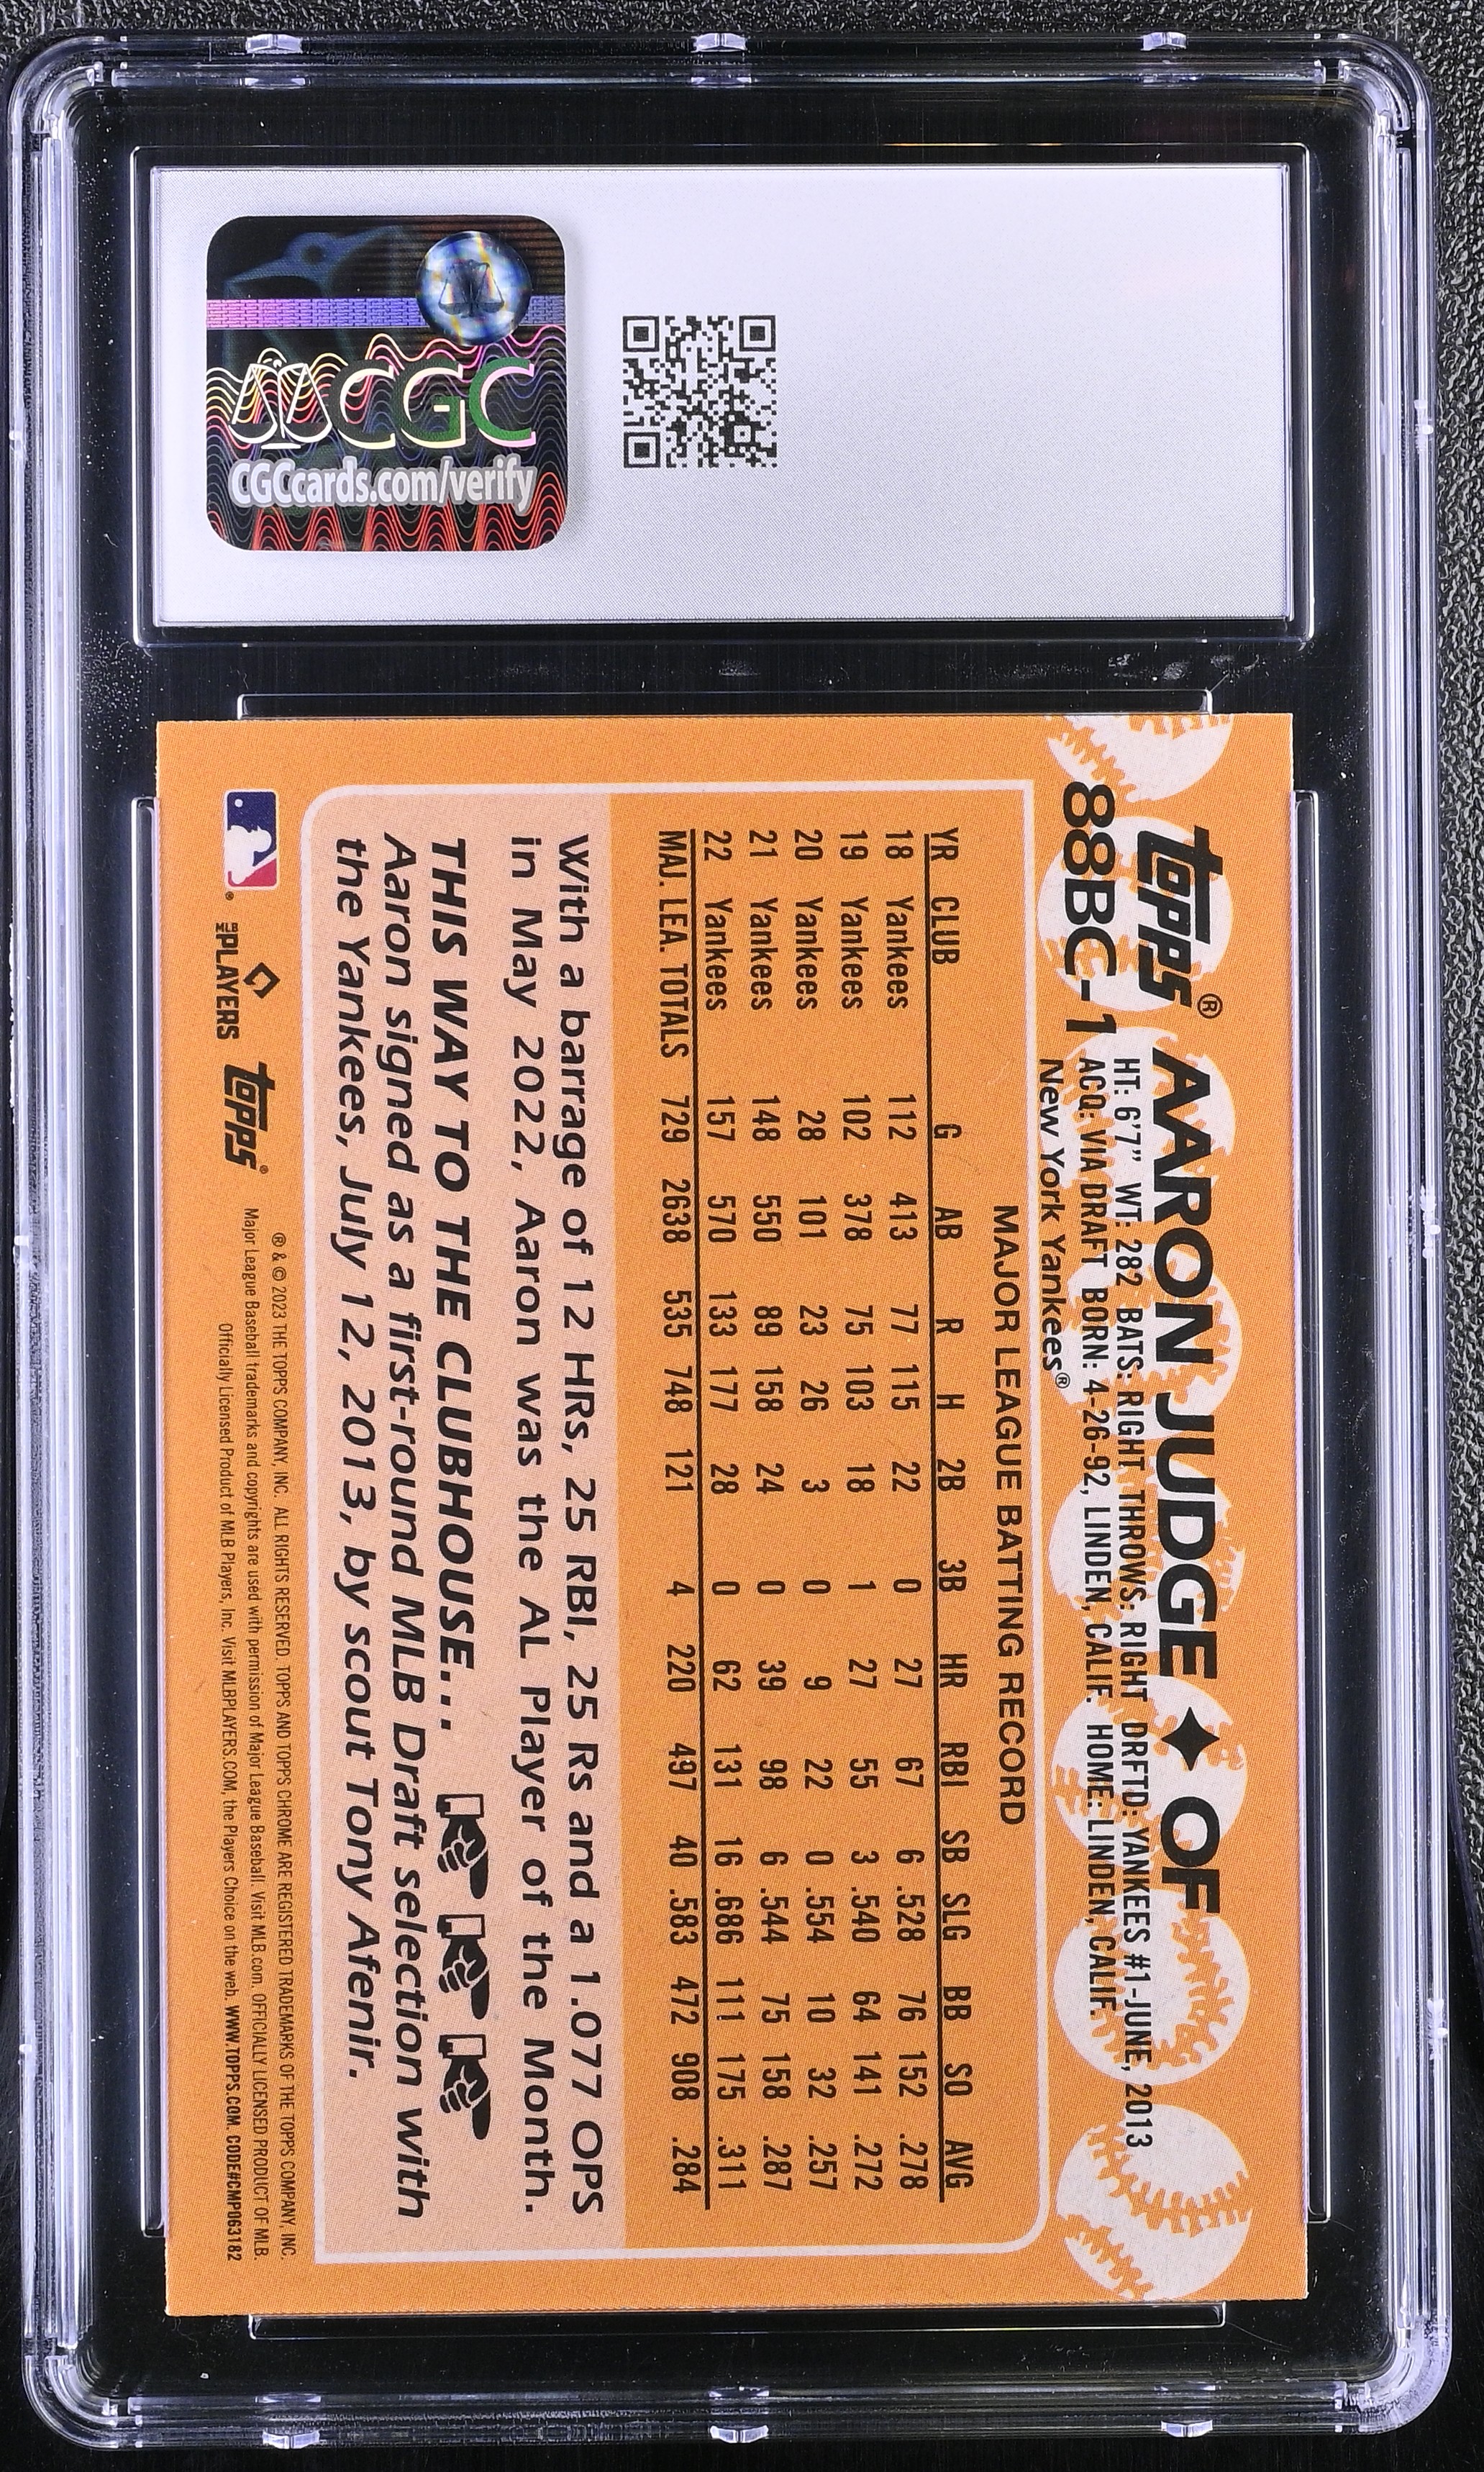 CGC
CGCcards.com/verify
topps®
88BC-1
AARON JUDGE ✦ OF
HT: 6'7" WT: 282 BATS: RIGHT THROWS: RIGHT DRFTD: YANKEES #1-JUNE, 2013
ACQ: VIA DRAFT BORN: 4-26-92, LINDEN, CALIF. HOME: LINDEN, CALIF.
New York Yankees®
MAJOR LEAGUE BATTING RECORD
YR CLUB G AB R H 2B 3B HR RBI SB SLG BB SO AVG
18 Yankees 112 413 77 115 22 0 27 67 6 .528 76 152 .278
19 Yankees 102 378 75 103 18 1 27 55 3 .540 64 141 .272
20 Yankees 28 101 23 26 3 0 9 22 0 .554 10 32 .257
21 Yankees 148 550 89 158 24 0 39 98 6 .544 75 158 .287
22 Yankees 157 570 133 177 28 0 62 131 16 .686 111 175 .311
MAJ. LEA. TOTALS 729 2638 535 748 121 4 220 497 40 .583 472 908 .284
With a barrage of 12 HRs, 25 RBI, 25 Rs and a 1.077 OPS
in May 2022, Aaron was the AL Player of the Month.
THIS WAY TO THE CLUBHOUSE...
Aaron signed as a first-round MLB Draft selection with
the Yankees, July 12, 2013, by scout Tony Afenir.
® MLB PLAYERS topps®
® & © 2023 THE TOPPS COMPANY, INC. ALL RIGHTS RESERVED. TOPPS AND TOPPS CHROME ARE REGISTERED TRADEMARKS OF THE TOPPS COMPANY, INC.
Major League Baseball trademarks and copyrights are used with permission of Major League Baseball. Visit MLB.com. OFFICIALLY LICENSED PRODUCT OF MLB.
Officially Licensed Product of MLB Players, Inc. Visit MLBPLAYERS.COM, the Players Choice on the web. WWW.TOPPS.COM. CODE#CMP063182